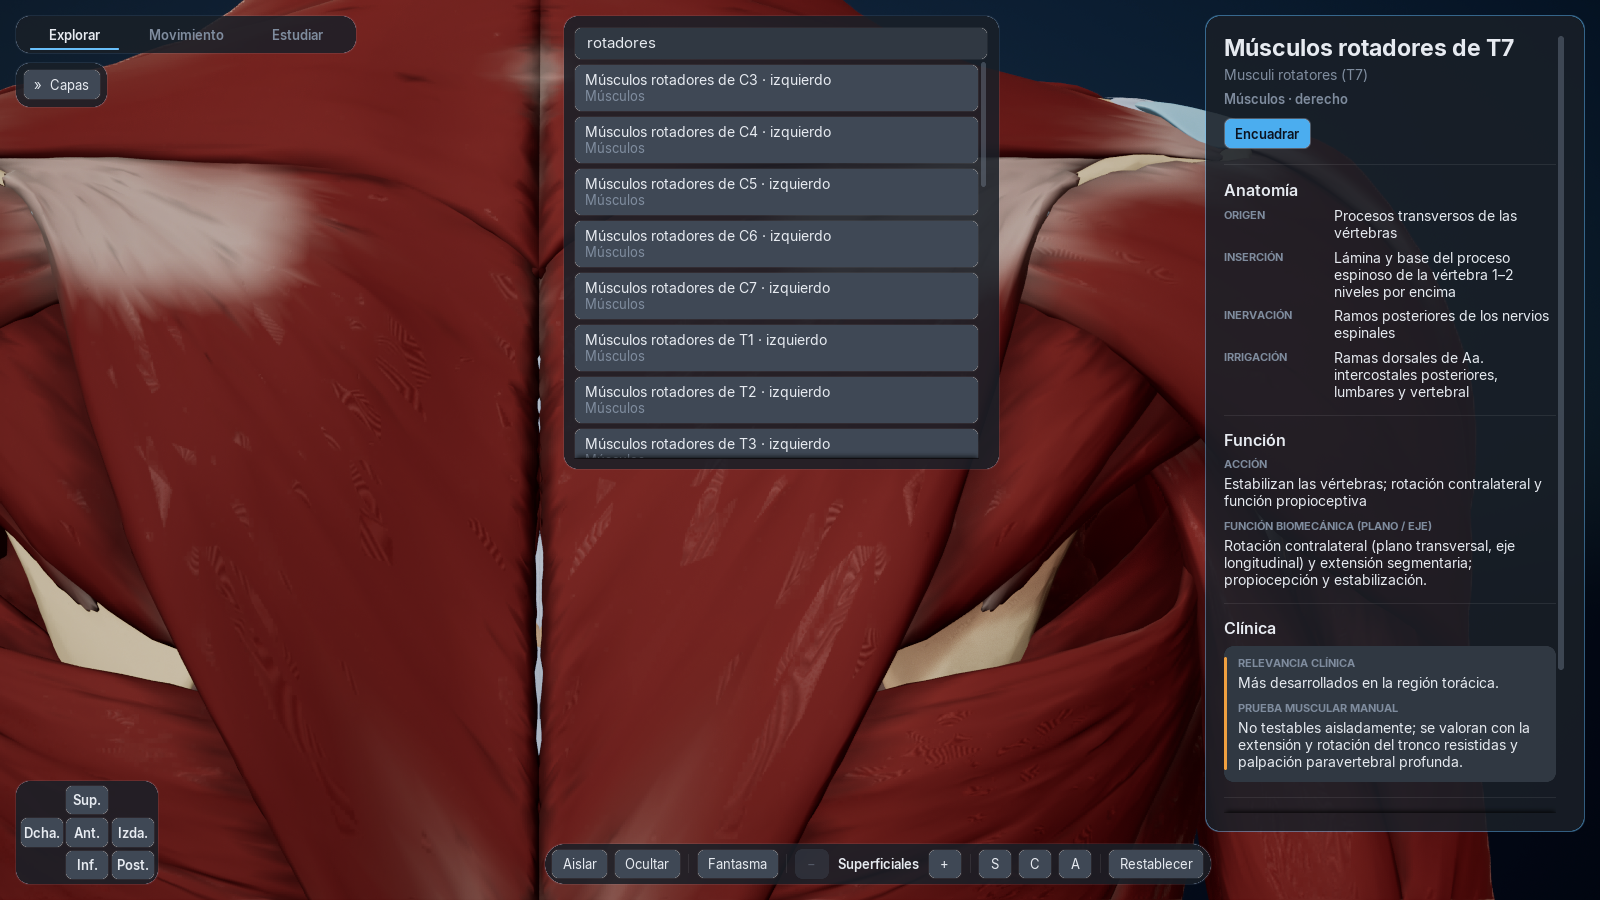 Explorar
Movimiento
Estudiar
» Capas
rotadores
Músculos rotadores de C3 · izquierdo
Músculos
Músculos rotadores de C4 · izquierdo
Músculos
Músculos rotadores de C5 · izquierdo
Músculos
Músculos rotadores de C6 · izquierdo
Músculos
Músculos rotadores de C7 · izquierdo
Músculos
Músculos rotadores de T1 · izquierdo
Músculos
Músculos rotadores de T2 · izquierdo
Músculos
Músculos rotadores de T3 · izquierdo
Músculos rotadores de T7
Musculi rotatores (T7)
Músculos · derecho
Encuadrar
Anatomía
ORIGEN
Procesos transversos de las
vértebras
INSERCIÓN
Lámina y base del proceso
espinoso de la vértebra 1–2
niveles por encima
INERVACIÓN
Ramos posteriores de los nervios
espinales
IRRIGACIÓN
Ramas dorsales de Aa.
intercostales posteriores,
lumbares y vertebral
Función
ACCIÓN
Estabilizan las vértebras; rotación contralateral y
función propioceptiva
FUNCIÓN BIOMECÁNICA (PLANO / EJE)
Rotación contralateral (plano transversal, eje
longitudinal) y extensión segmentaria;
propiocepción y estabilización.
Clínica
RELEVANCIA CLÍNICA
Más desarrollados en la región torácica.
PRUEBA MUSCULAR MANUAL
No testables aisladamente; se valoran con la
extensión y rotación del tronco resistidas y
palpación paravertebral profunda.
Sup.
Dcha.
Ant.
Izda.
Inf.
Post.
Aislar
Ocultar
Fantasma
–
Superficiales
+
S
C
A
Restablecer